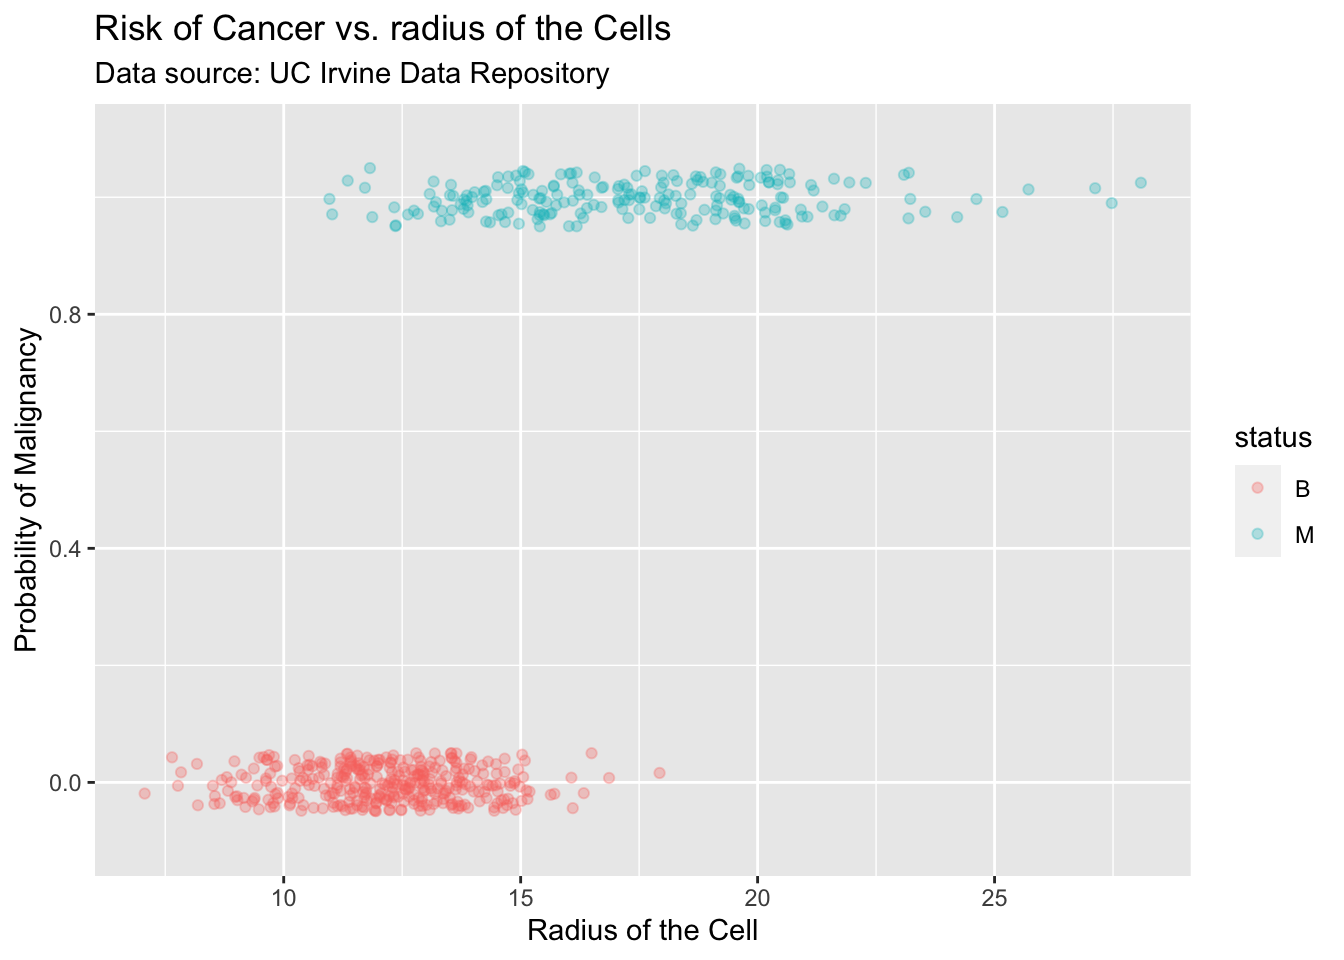 Risk of Cancer vs. radius of the Cells
Data source: UC Irvine Data Repository
Probability of Malignancy
0.8
0.4
0.0
10 15 20 25
Radius of the Cell
status
B
M